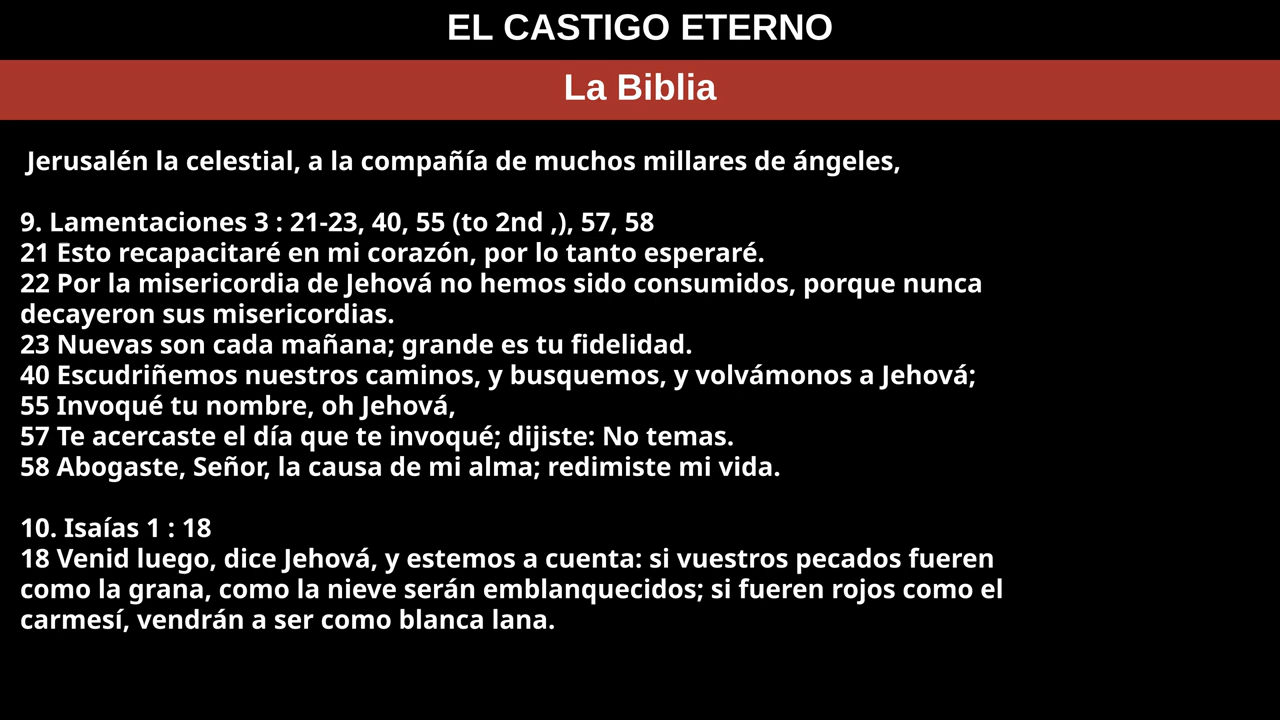 EL CASTIGO ETERNO
La Biblia
Jerusalén la celestial, a la compañía de muchos millares de ángeles,
9. Lamentaciones 3 : 21-23, 40, 55 (to 2nd ,), 57, 58
21 Esto recapacitaré en mi corazón, por lo tanto esperaré.
22 Por la misericordia de Jehová no hemos sido consumidos, porque nunca
decayeron sus misericordias.
23 Nuevas son cada mañana; grande es tu fidelidad.
40 Escudriñemos nuestros caminos, y busquemos, y volvámonos a Jehová;
55 Invoqué tu nombre, oh Jehová,
57 Te acercaste el día que te invoqué; dijiste: No temas.
58 Abogaste, Señor, la causa de mi alma; redimiste mi vida.
10. Isaías 1 : 18
18 Venid luego, dice Jehová, y estemos a cuenta: si vuestros pecados fueren
como la grana, como la nieve serán emblanquecidos; si fueren rojos como el
carmesí, vendrán a ser como blanca lana.